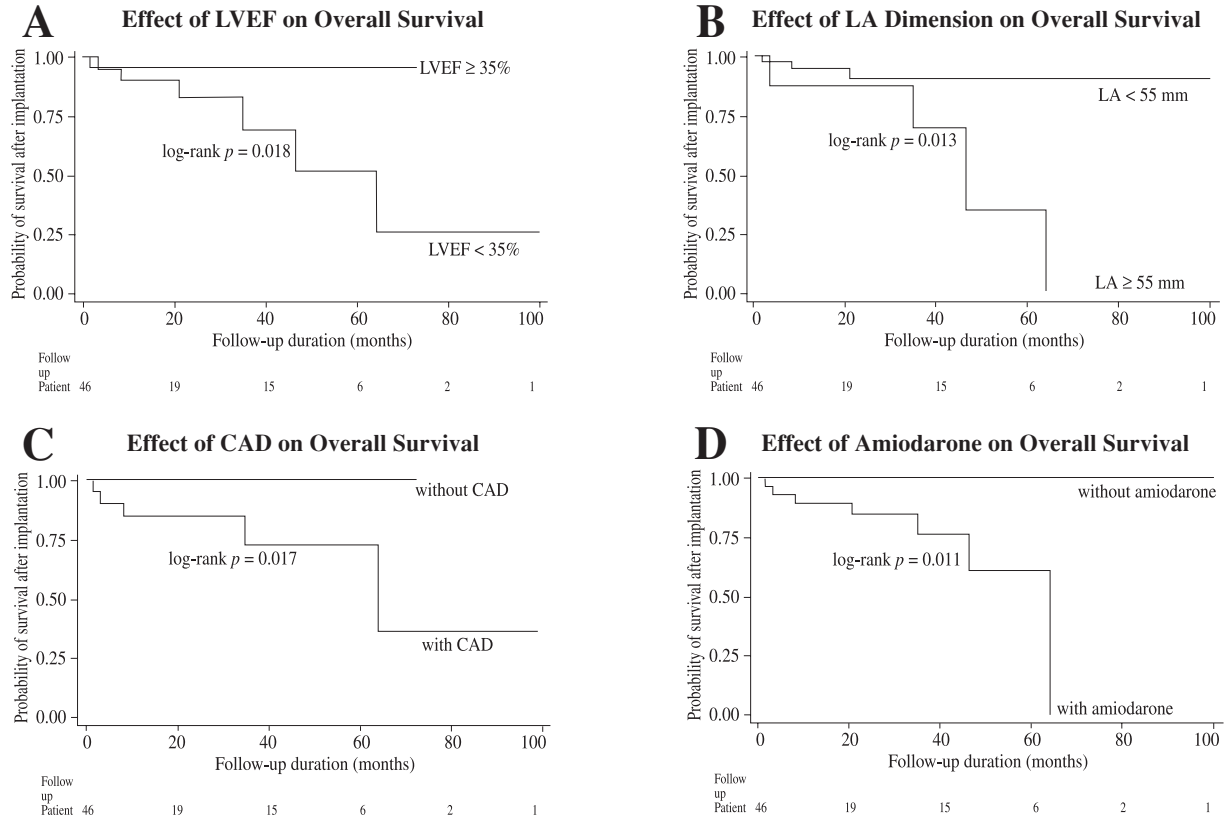 A
Effect of LVEF on Overall Survival
Probability of survival after implantation
1.00
0.75
0.50
0.25
0.00
LVEF ≥ 35%
log-rank p = 0.018
LVEF < 35%
0 20 40 60 80 100
Follow-up duration (months)
Follow
up
Patient 46 19 15 6 2 1
B
Effect of LA Dimension on Overall Survival
Probability of survival after implantation
1.00
0.75
0.50
0.25
0.00
LA < 55 mm
log-rank p = 0.013
LA ≥ 55 mm
0 20 40 60 80 100
Follow-up duration (months)
Follow
up
Patient 46 19 15 6 2 1
C
Effect of CAD on Overall Survival
Probability of survival after implantation
1.00
0.75
0.50
0.25
0.00
without CAD
log-rank p = 0.017
with CAD
0 20 40 60 80 100
Follow-up duration (months)
Follow
up
Patient 46 19 15 6 2 1
D
Effect of Amiodarone on Overall Survival
Probability of survival after implantation
1.00
0.75
0.50
0.25
0.00
without amiodarone
log-rank p = 0.011
with amiodarone
0 20 40 60 80 100
Follow-up duration (months)
Follow
up
Patient 46 19 15 6 2 1